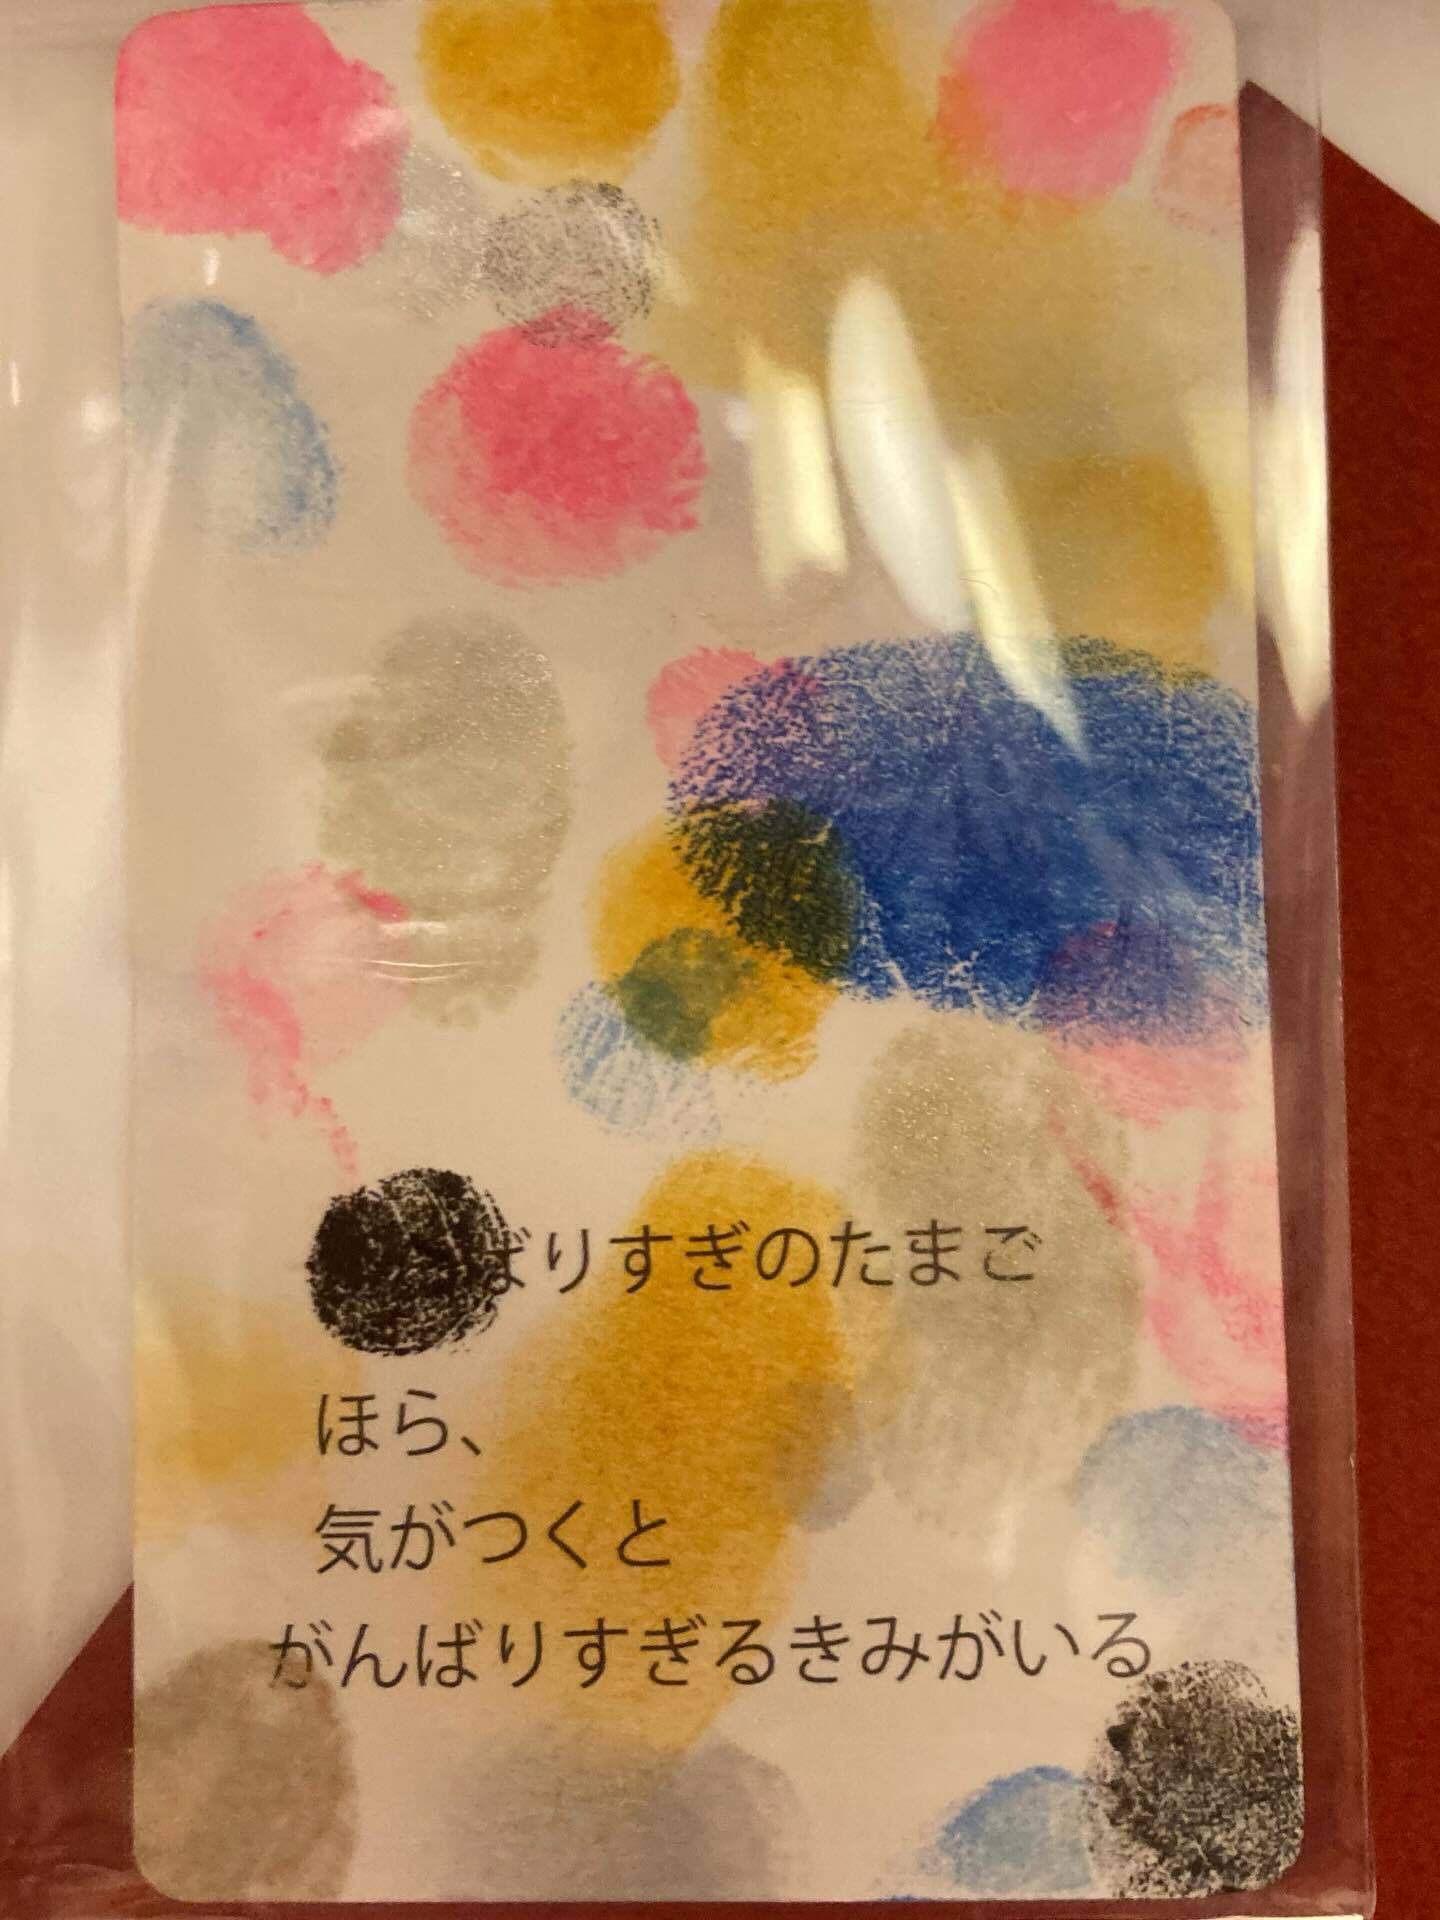 ばりすぎのたまご
ほら、
気がつくと
がんばりすぎるきみがいる